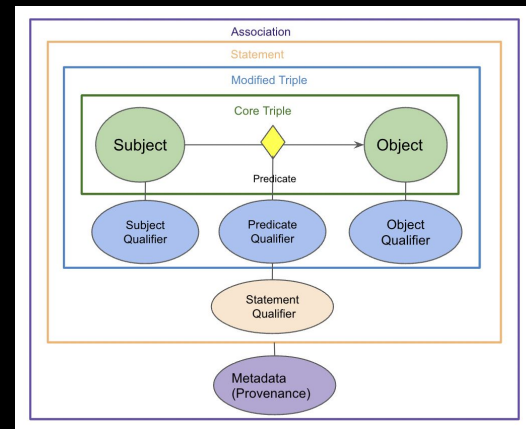 Association
Statement
Modified Triple
Core Triple
Subject
Object
Predicate
Subject
Qualifier
Predicate
Qualifier
Object
Qualifier
Statement
Qualifier
Metadata
(Provenance)